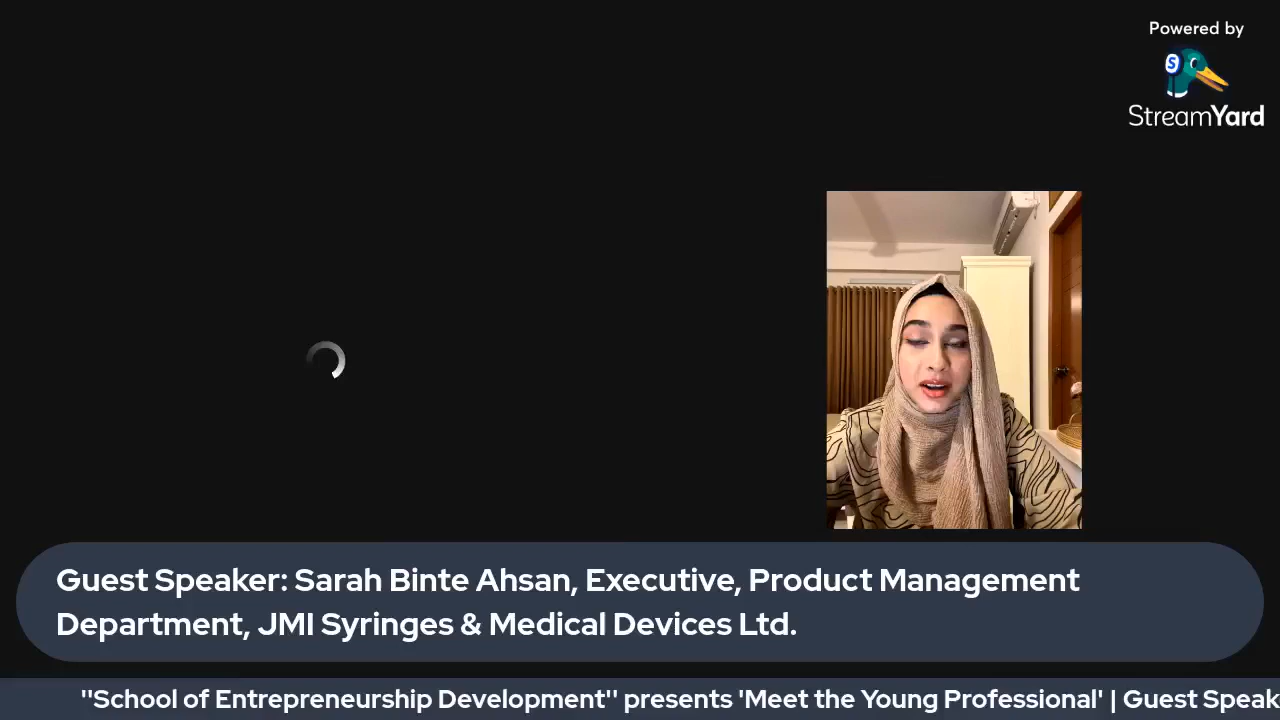 Powered by
S
StreamYard
Guest Speaker: Sarah Binte Ahsan, Executive, Product Management
Department, JMI Syringes & Medical Devices Ltd.
"School of Entrepreneurship Development" presents 'Meet the Young Professional' | Guest Speak